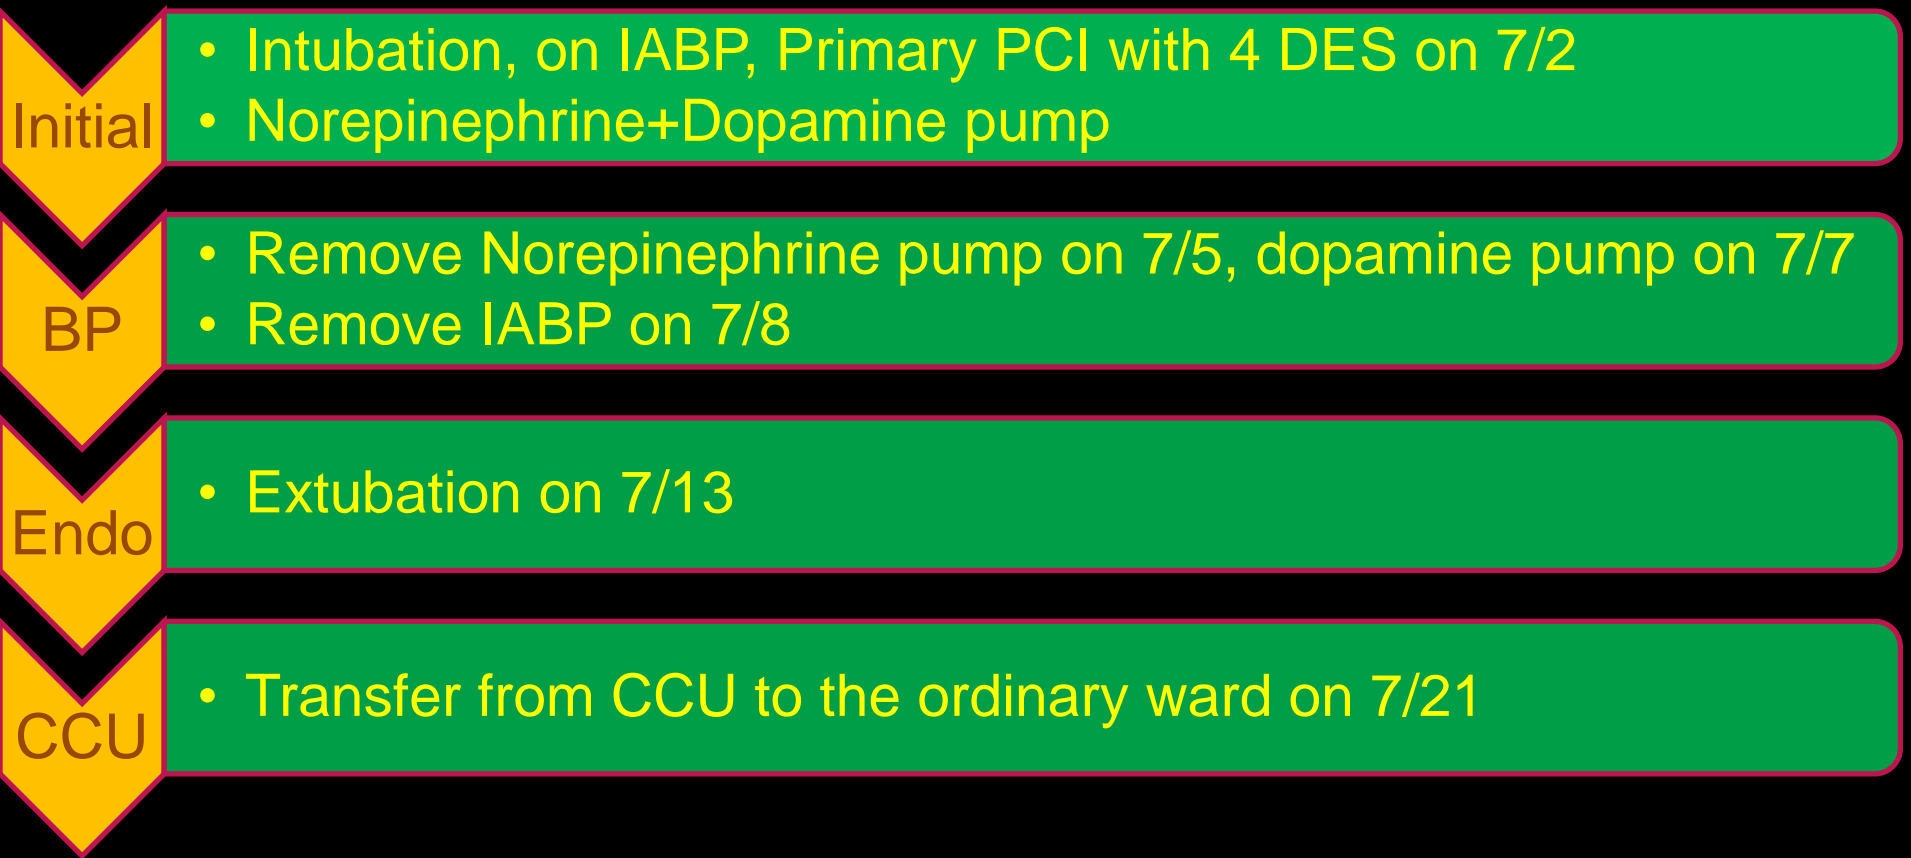 Initial
• Intubation, on IABP, Primary PCI with 4 DES on 7/2
• Norepinephrine+Dopamine pump
BP
• Remove Norepinephrine pump on 7/5, dopamine pump on 7/7
• Remove IABP on 7/8
Endo
• Extubation on 7/13
CCU
• Transfer from CCU to the ordinary ward on 7/21